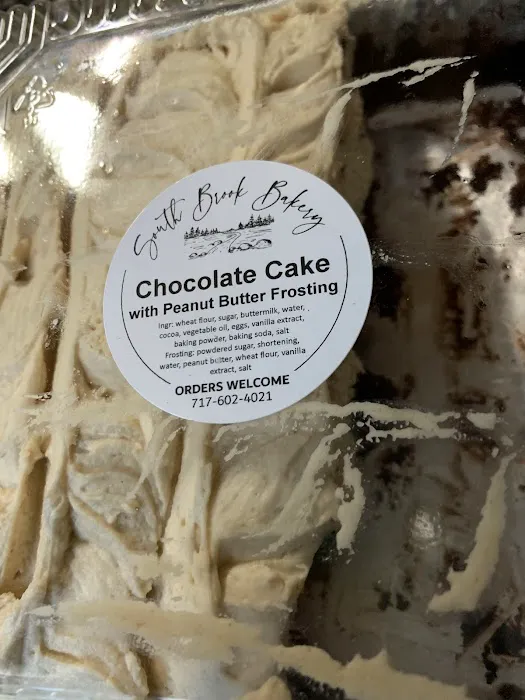 South Brook Bakery
Chocolate Cake
with Peanut Butter Frosting
Ingr: wheat flour, sugar, buttermilk, water,
cocoa, vegetable oil, eggs, vanilla extract,
baking powder, baking soda, salt
Frosting: powdered sugar, shortening,
water, peanut butter, wheat flour, vanilla
extract, salt
ORDERS WELCOME
717-602-4021